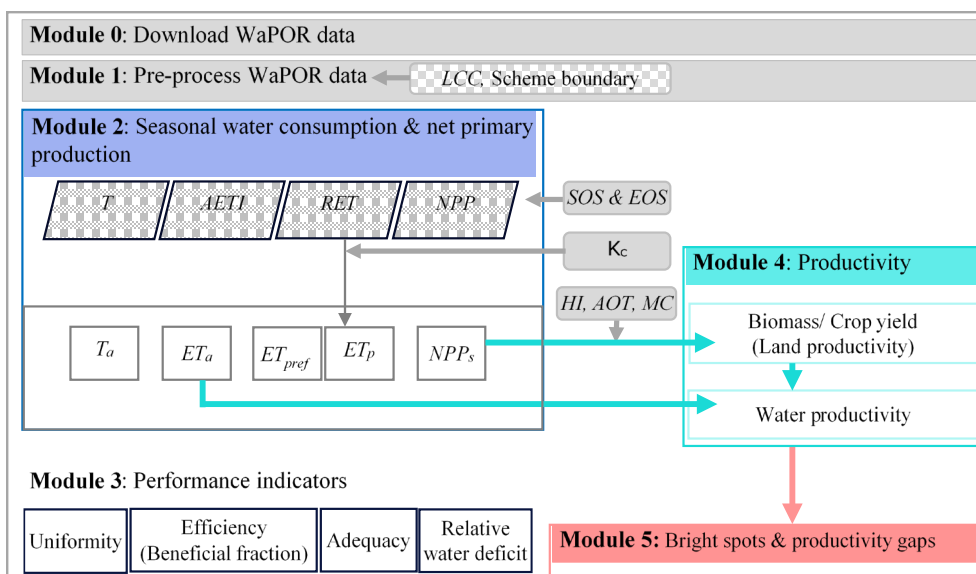 Module 0: Download WaPOR data
Module 1: Pre-process WaPOR data
LCC, Scheme boundary
Module 2: Seasonal water consumption & net primary
production
T
AETI
RET
NPP
SOS & EOS
Kc
HI, AOT, MC
Module 4: Productivity
Biomass/ Crop yield
(Land productivity)
Water productivity
Ta
ETa
ETpref
ETp
NPPs
Module 3: Performance indicators
Uniformity
Efficiency
(Beneficial fraction)
Adequacy
Relative
water deficit
Module 5: Bright spots & productivity gaps